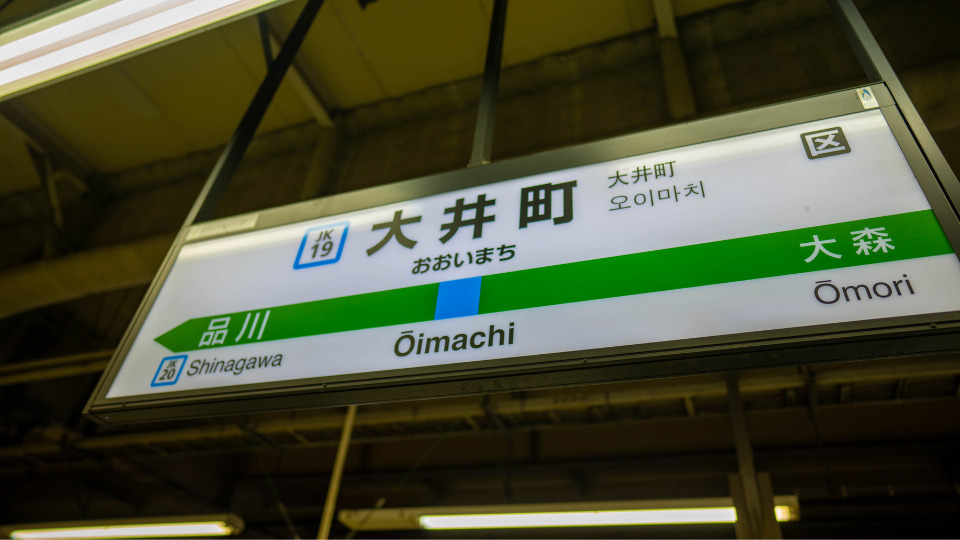 区
JK
19
大井町
大井町
오이마치
おおいまち
品川
大森
JK
20
Shinagawa
Ōimachi
Ōmori